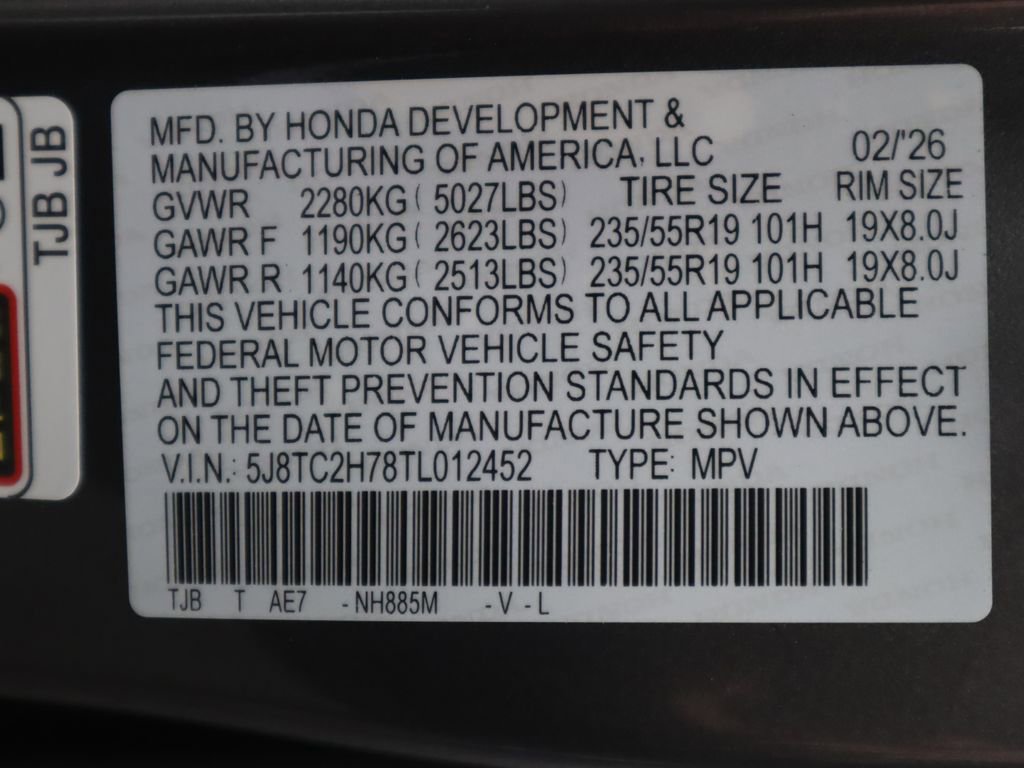 MFD. BY HONDA DEVELOPMENT &
MANUFACTURING OF AMERICA, LLC 02/'26
GVWR 2280KG ( 5027LBS) TIRE SIZE RIM SIZE
GAWR F 1190KG ( 2623LBS) 235/55R19 101H 19X8.0J
GAWR R 1140KG ( 2513LBS) 235/55R19 101H 19X8.0J
THIS VEHICLE CONFORMS TO ALL APPLICABLE
FEDERAL MOTOR VEHICLE SAFETY
AND THEFT PREVENTION STANDARDS IN EFFECT
ON THE DATE OF MANUFACTURE SHOWN ABOVE.
V.I.N.: 5J8TC2H78TL012452 TYPE: MPV
TJB T AE7 -NH885M -V -L
TJB JB